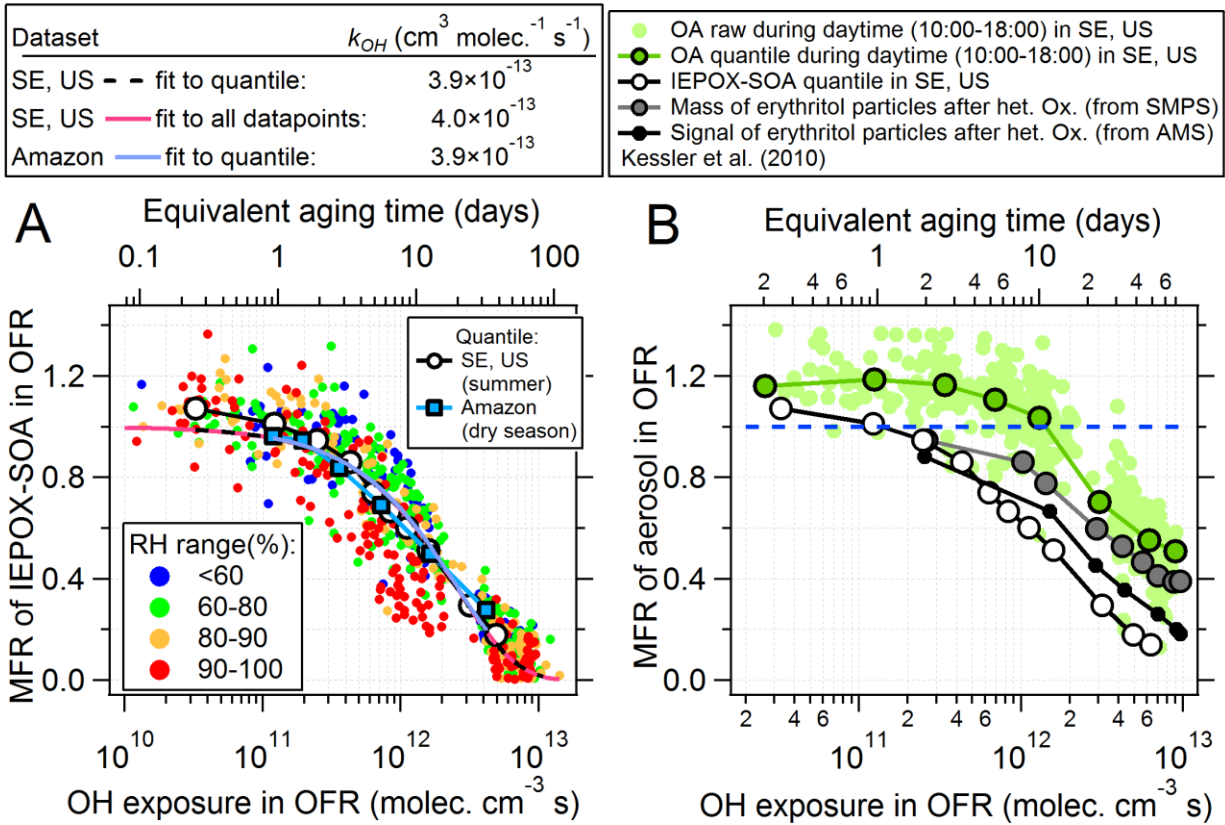 Dataset k_OH (cm³ molec.⁻¹ s⁻¹)
SE, US fit to quantile: 3.9×10⁻¹³
SE, US fit to all datapoints: 4.0×10⁻¹³
Amazon fit to quantile: 3.9×10⁻¹³
OA raw during daytime (10:00-18:00) in SE, US
OA quantile during daytime (10:00-18:00) in SE, US
IEPOX-SOA quantile in SE, US
Mass of erythritol particles after het. Ox. (from SMPS)
Signal of erythritol particles after het. Ox. (from AMS)
Kessler et al. (2010)
A
Equivalent aging time (days)
0.1 1 10 100
MFR of IEPOX-SOA in OFR
1.2
0.8
0.4
0.0
Quantile:
SE, US
(summer)
Amazon
(dry season)
RH range(%):
<60
60-80
80-90
90-100
10¹⁰ 10¹¹ 10¹² 10¹³
OH exposure in OFR (molec. cm⁻³ s)
B
Equivalent aging time (days)
2 4 6 1 2 4 6 10 2 4 6
MFR of aerosol in OFR
1.2
0.8
0.4
0.0
2 4 6 10¹¹ 2 4 6 10¹² 2 4 6 10¹³
OH exposure in OFR (molec. cm⁻³ s)